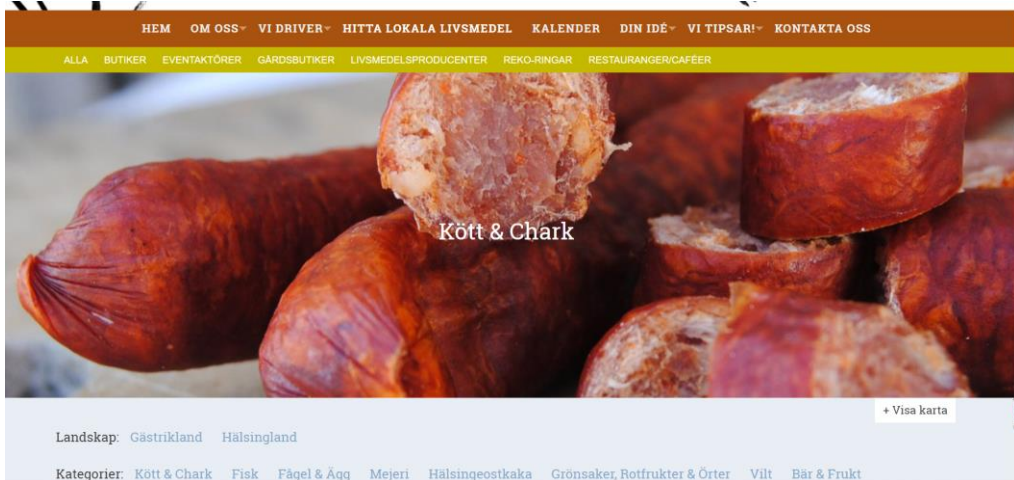 HEM OM OSS VI DRIVER HITTA LOKALA LIVSMEDEL KALENDER DIN IDÉ VI TIPSAR! KONTAKTA OSS
ALLA BUTIKER EVENTAKTÖRER GÅRDSBUTIKER LIVSMEDELSPRODUCENTER REKO-RINGAR RESTAURANGER/CAFÉER
Kött & Chark
+ Visa karta
Landskap: Gästrikland Hälsingland
Kategorier: Kött & Chark Fisk Fågel & Ägg Mejeri Hälsingeostkaka Grönsaker, Rotfrukter & Örter Vilt Bär & Frukt